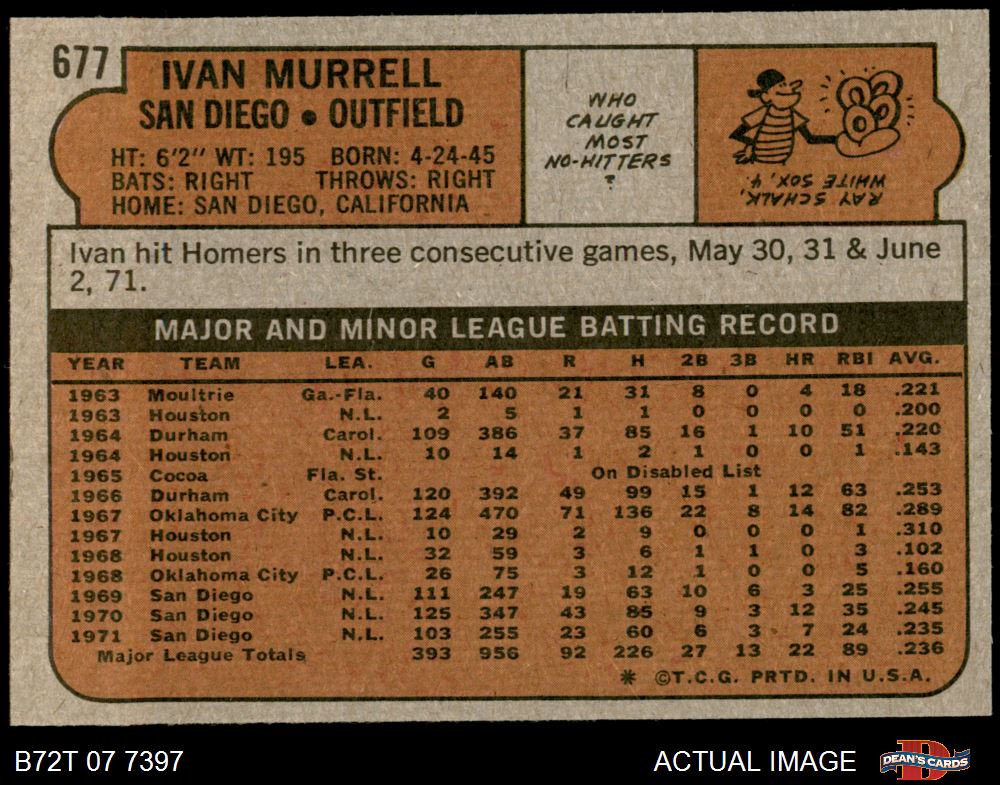 677
IVAN MURRELL
SAN DIEGO • OUTFIELD
HT: 6'2" WT: 195 BORN: 4-24-45
BATS: RIGHT THROWS: RIGHT
HOME: SAN DIEGO, CALIFORNIA
WHO
CAUGHT
MOST
NO-HITTERS
?
RAY SCHALK,
WHITE SOX, 4.
Ivan hit Homers in three consecutive games, May 30, 31 & June
2, 71.
MAJOR AND MINOR LEAGUE BATTING RECORD
YEAR TEAM LEA. G AB R H 2B 3B HR RBI AVG.
1963 Moultrie Ga.-Fla. 40 140 21 31 8 0 4 18 .221
1963 Houston N.L. 2 5 1 1 0 0 0 0 .200
1964 Durham Carol. 109 386 37 85 16 1 10 51 .220
1964 Houston N.L. 10 14 1 2 1 0 0 1 .143
1965 Cocoa Fla. St. On Disabled List
1966 Durham Carol. 120 392 49 99 15 1 12 63 .253
1967 Oklahoma City P.C.L. 124 470 71 136 22 8 14 82 .289
1967 Houston N.L. 10 29 2 9 0 0 0 1 .310
1968 Houston N.L. 32 59 3 6 1 1 0 3 .102
1968 Oklahoma City P.C.L. 26 75 3 12 1 0 0 5 .160
1969 San Diego N.L. 111 247 19 63 10 6 3 25 .255
1970 San Diego N.L. 125 347 43 85 9 3 12 35 .245
1971 San Diego N.L. 103 255 23 60 6 3 7 24 .235
Major League Totals 393 956 92 226 27 13 22 89 .236
* ©T.C.G. PRTD. IN U.S.A.
B72T 07 7397
ACTUAL IMAGE
D
DEAN'S CARDS